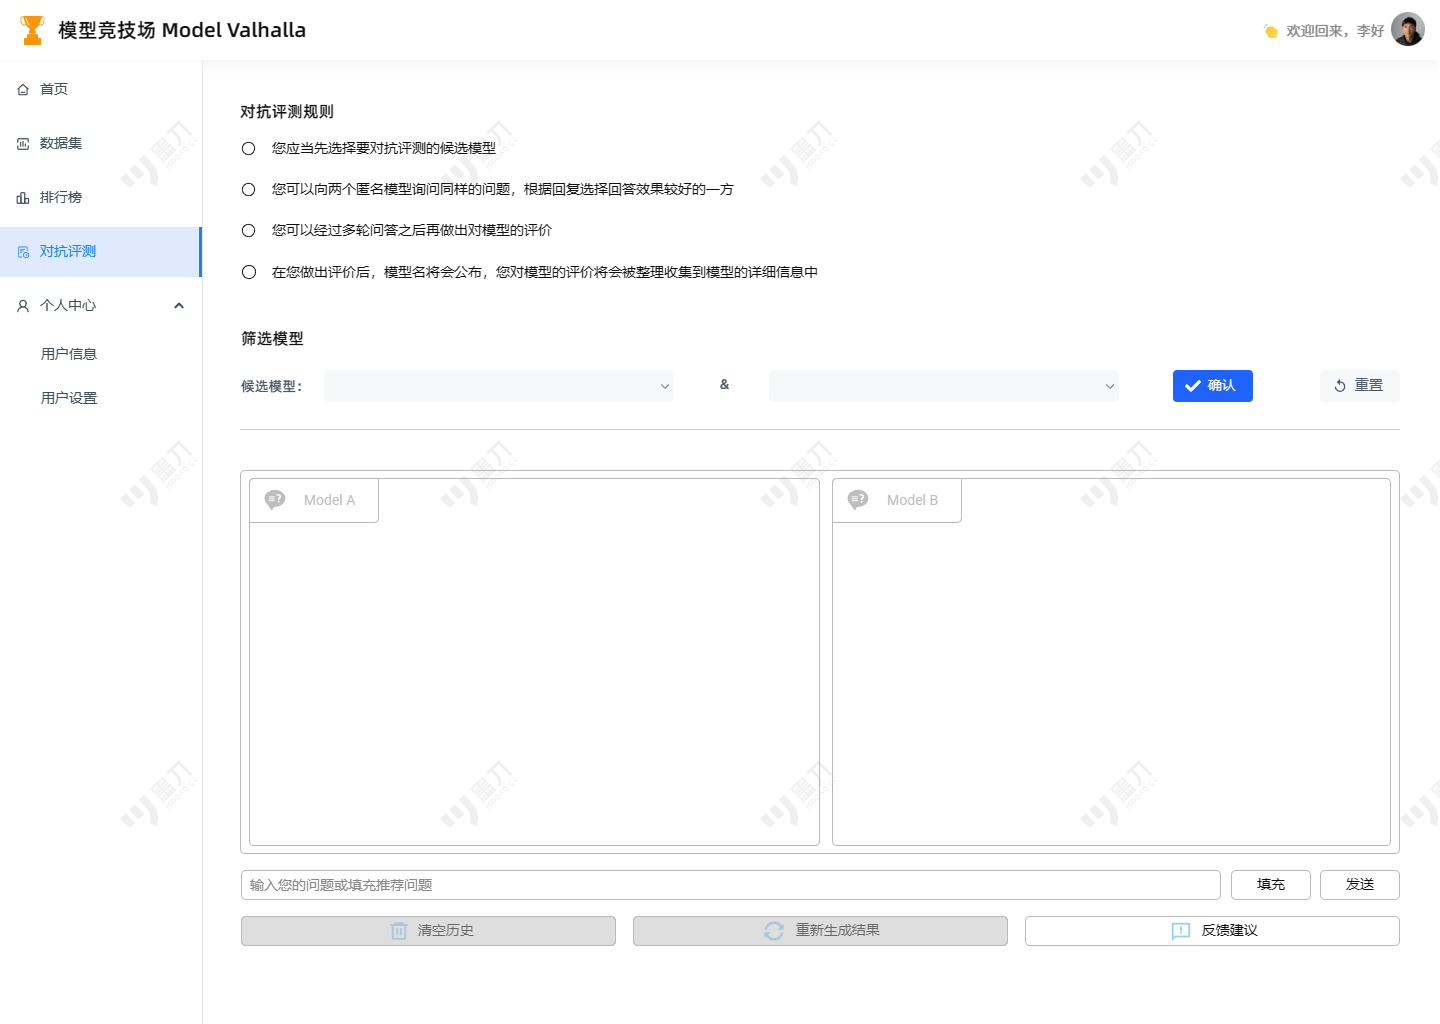 模型竞技场 Model Valhalla
欢迎回来，李好
首页
数据集
排行榜
对抗评测
个人中心
用户信息
用户设置
对抗评测规则
您应当先选择要对抗评测的候选模型
您可以向两个匿名模型询问同样的问题，根据回复选择回答效果较好的一方
您可以经过多轮问答之后再做出对模型的评价
在您做出评价后，模型名将会公布，您对模型的评价将会被整理收集到模型的详细信息中
筛选模型
候选模型： & 确认 重置
Model A
Model B
输入您的问题或填充推荐问题 填充 发送
清空历史 重新生成结果 反馈建议
墨刀
MODAO.CC